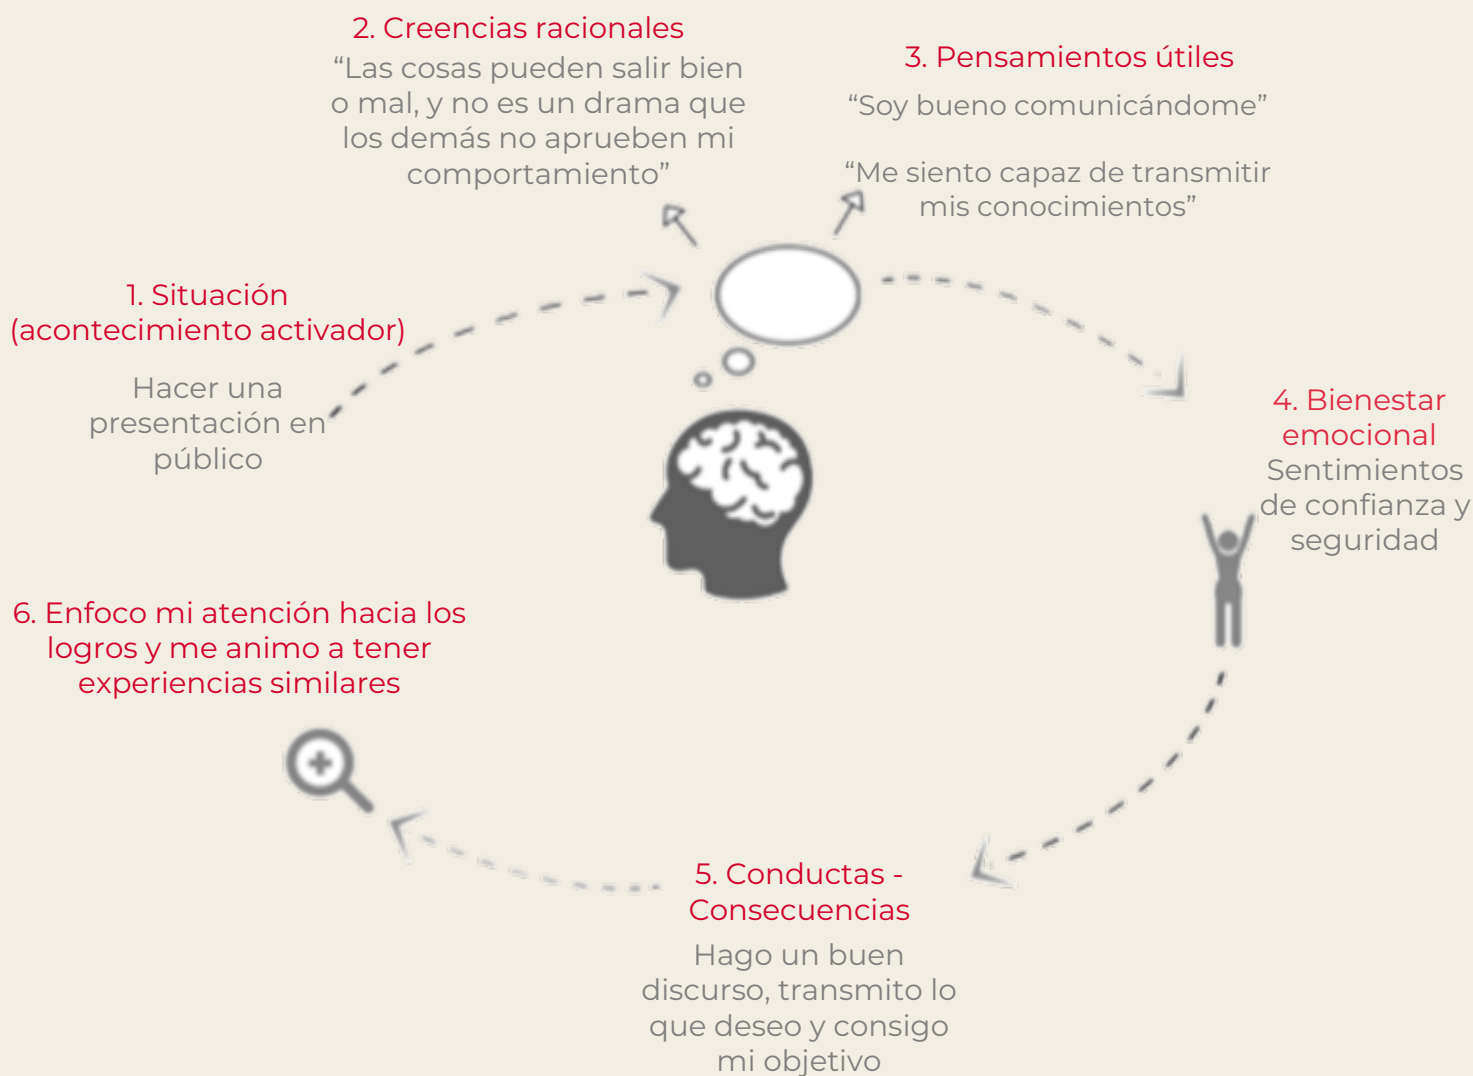 1. Situación
(acontecimiento activador)
Hacer una
presentación en
público
2. Creencias racionales
“Las cosas pueden salir bien
o mal, y no es un drama que
los demás no aprueben mi
comportamiento”
3. Pensamientos útiles
“Soy bueno comunicándome”
“Me siento capaz de transmitir
mis conocimientos”
4. Bienestar
emocional
Sentimientos
de confianza y
seguridad
5. Conductas -
Consecuencias
Hago un buen
discurso, transmito lo
que deseo y consigo
mi objetivo
6. Enfoco mi atención hacia los
logros y me animo a tener
experiencias similares